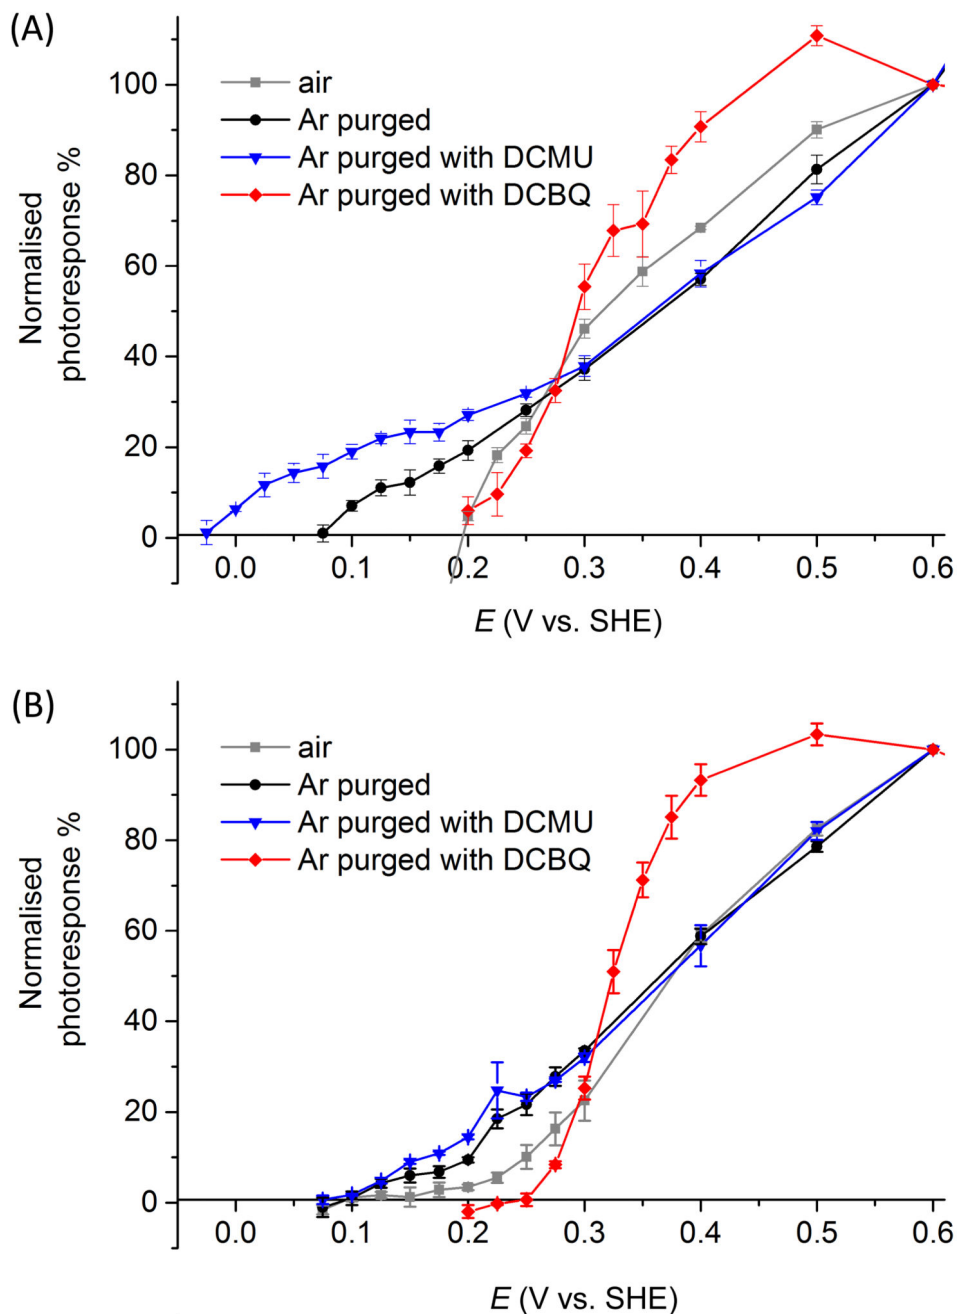 (A)
air
Ar purged
Ar purged with DCMU
Ar purged with DCBQ
Normalised
photoresponse %
100
80
60
40
20
0
0.0 0.1 0.2 0.3 0.4 0.5 0.6
E (V vs. SHE)
(B)
air
Ar purged
Ar purged with DCMU
Ar purged with DCBQ
Normalised
photoresponse %
100
80
60
40
20
0
0.0 0.1 0.2 0.3 0.4 0.5 0.6
E (V vs. SHE)